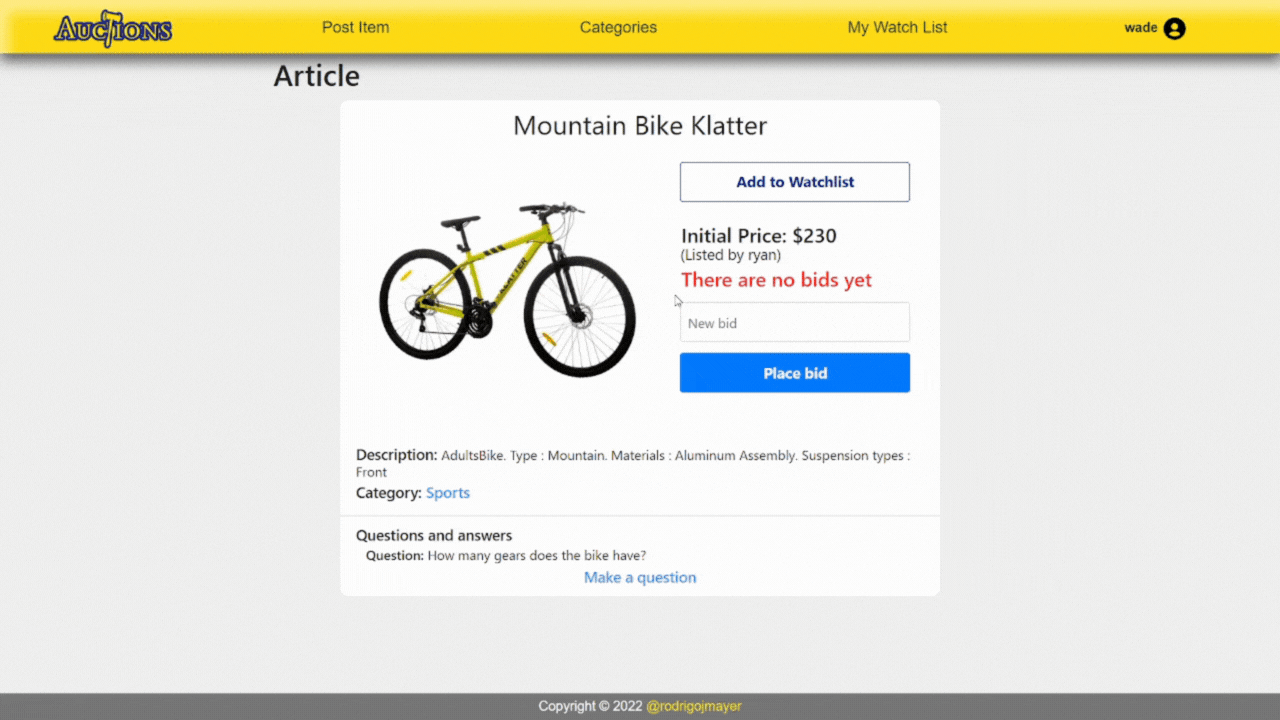 AUCTIONS
Post Item
Categories
My Watch List
wade
Article
Mountain Bike Klatter
Add to Watchlist
Initial Price: $230
(Listed by ryan)
There are no bids yet
New bid
Place bid
KLATTER
Description: AdultsBike. Type : Mountain. Materials : Aluminum Assembly. Suspension types :
Front
Category: Sports
Questions and answers
Question: How many gears does the bike have?
Make a question
Copyright © 2022 @rodrigojmayer